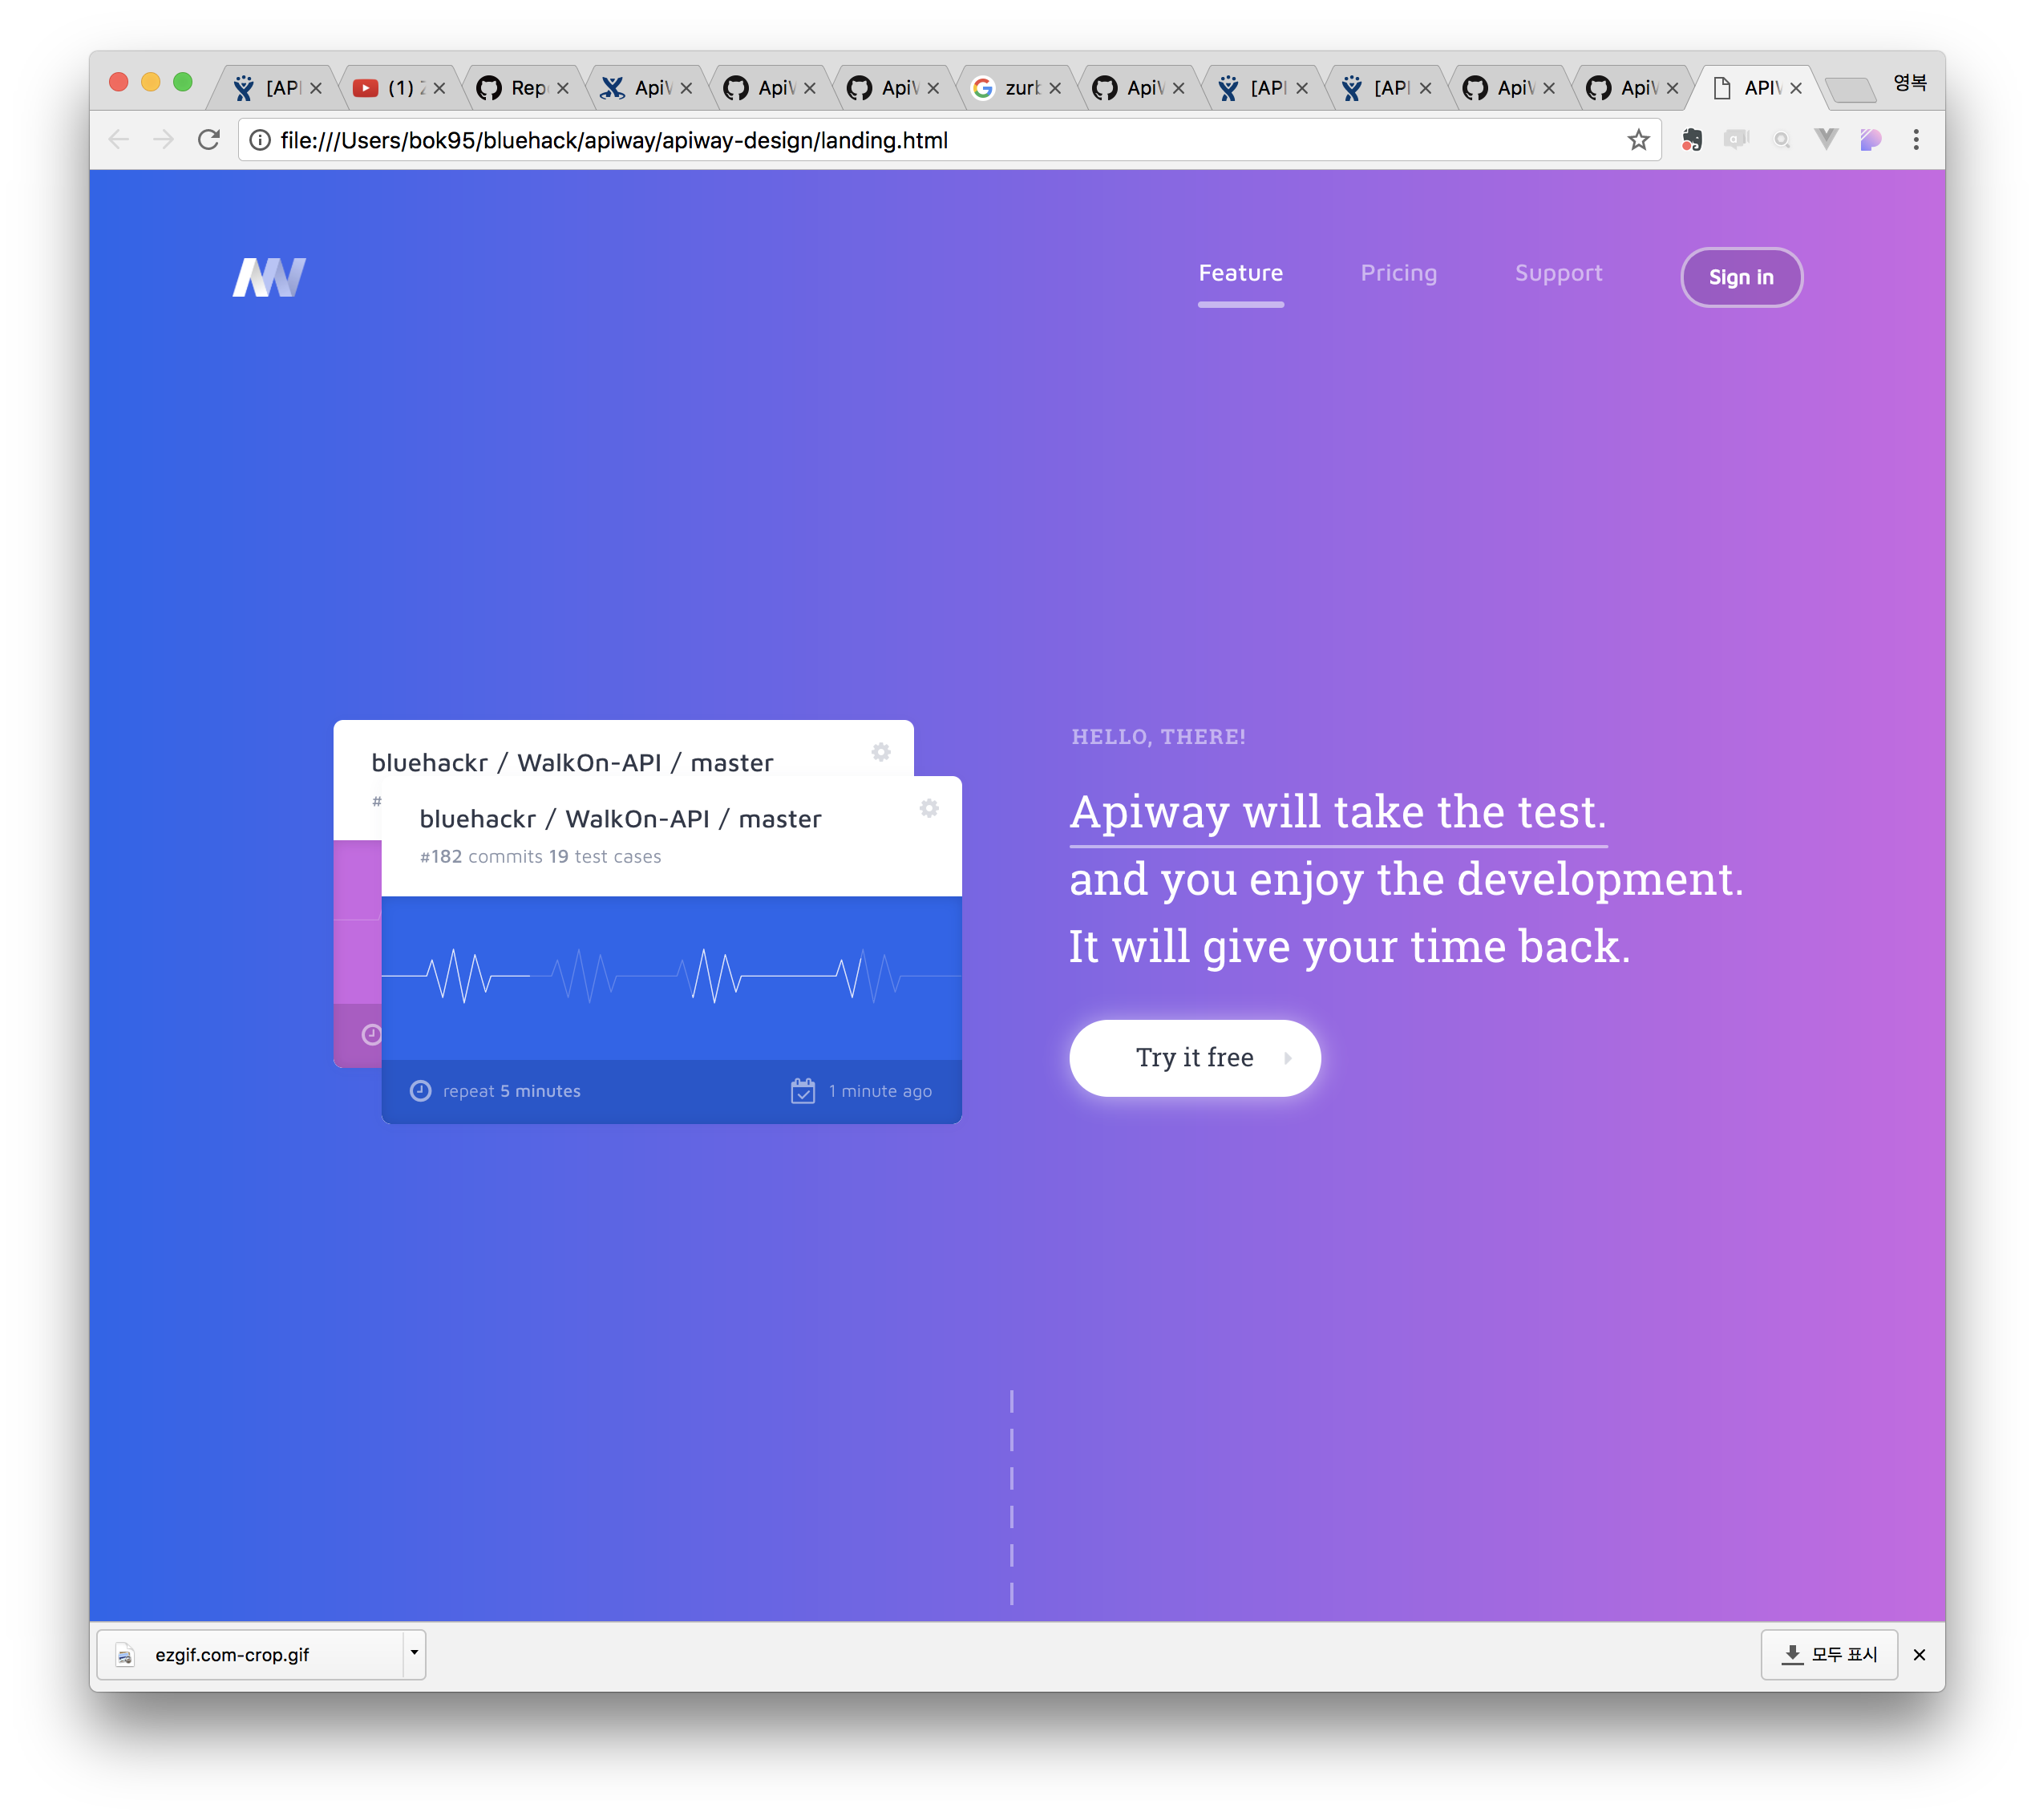 [API
(1)
Rep
Api
Api
Api
zur
Api
[API
[API
Api
Api
API
영복
file:///Users/bok95/bluehack/apiway/apiway-design/landing.html
Feature
Pricing
Support
Sign in
bluehackr / WalkOn-API / master
#
bluehackr / WalkOn-API / master
#182 commits 19 test cases
repeat 5 minutes
1 minute ago
HELLO, THERE!
Apiway will take the test.
and you enjoy the development.
It will give your time back.
Try it free
ezgif.com-crop.gif
모두 표시